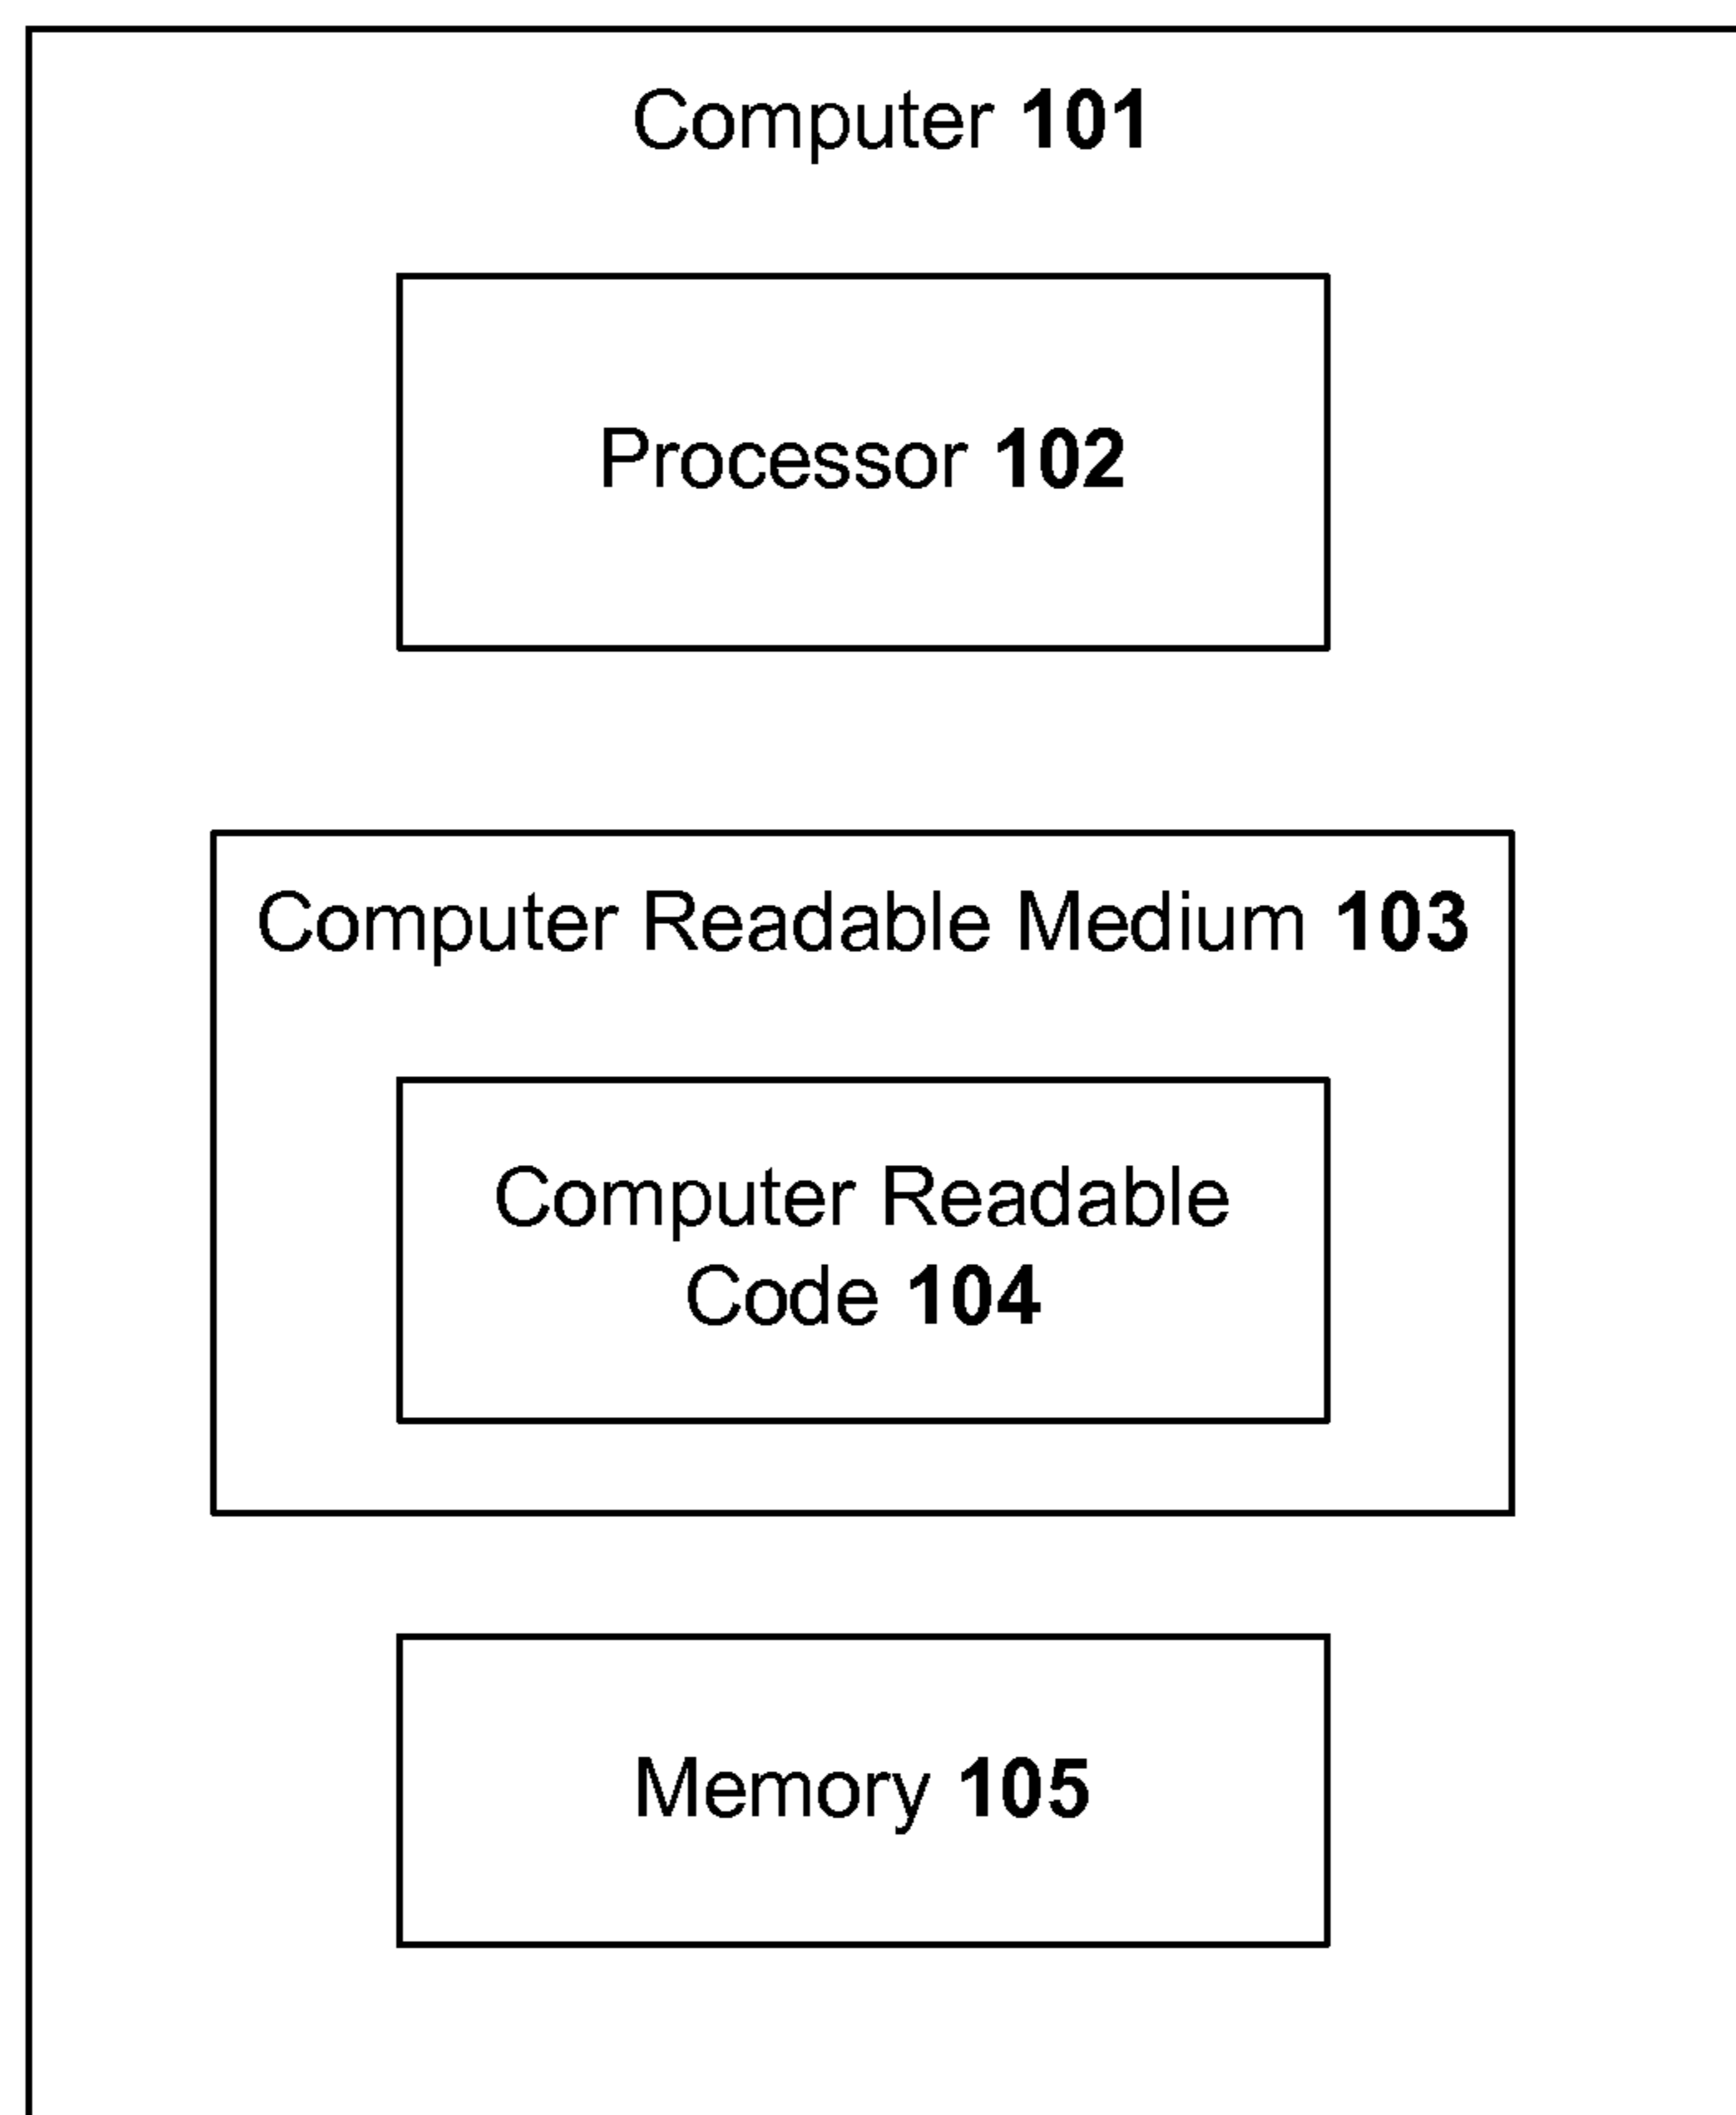 Computer 101
Processor 102
Computer Readable Medium 103
Computer Readable
Code 104
Memory 105